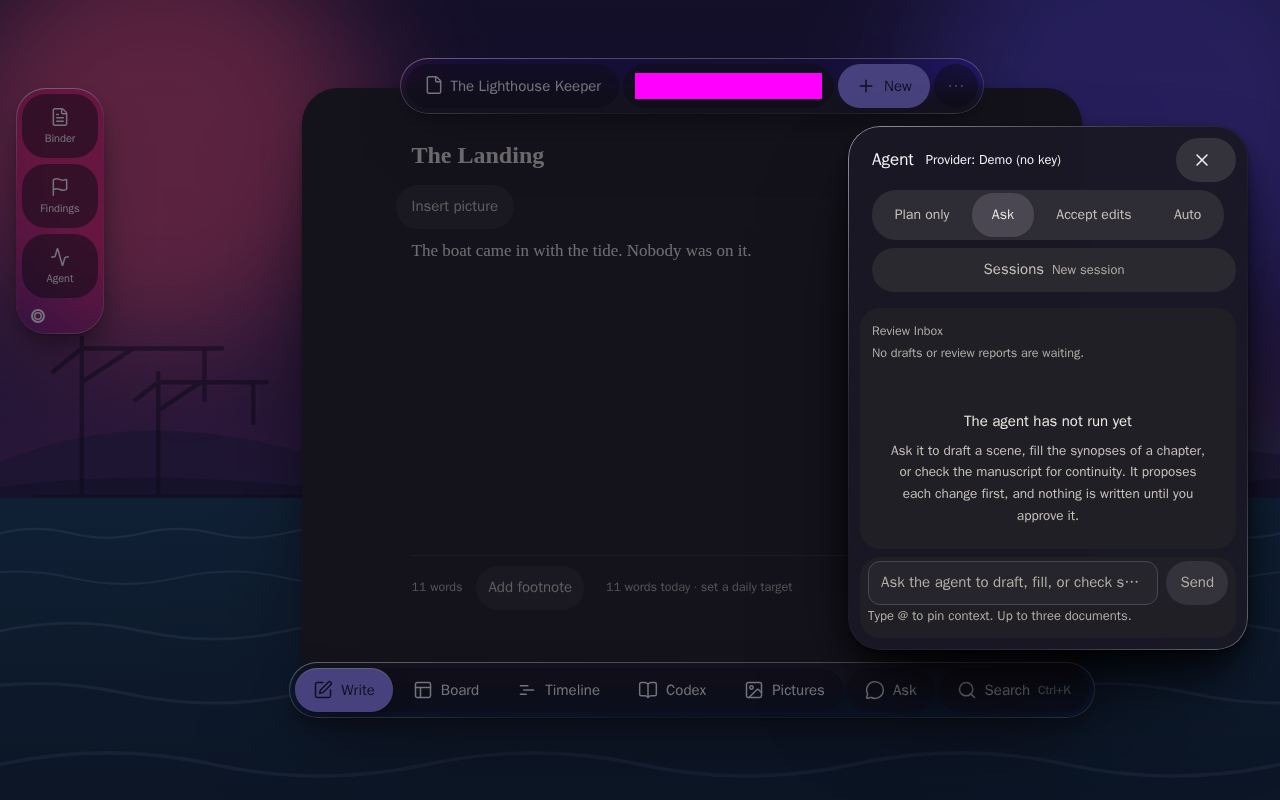 The Lighthouse Keeper
New
Binder
Findings
Agent
The Landing
Insert picture
The boat came in with the tide. Nobody was on it.
11 words
Add footnote
11 words today · set a daily target
Agent
Provider: Demo (no key)
Plan only
Ask
Accept edits
Auto
Sessions New session
Review Inbox
No drafts or review reports are waiting.
The agent has not run yet
Ask it to draft a scene, fill the synopses of a chapter,
or check the manuscript for continuity. It proposes
each change first, and nothing is written until you
approve it.
Ask the agent to draft, fill, or check s···
Send
Type @ to pin context. Up to three documents.
Write
Board
Timeline
Codex
Pictures
Ask
Search Ctrl+K